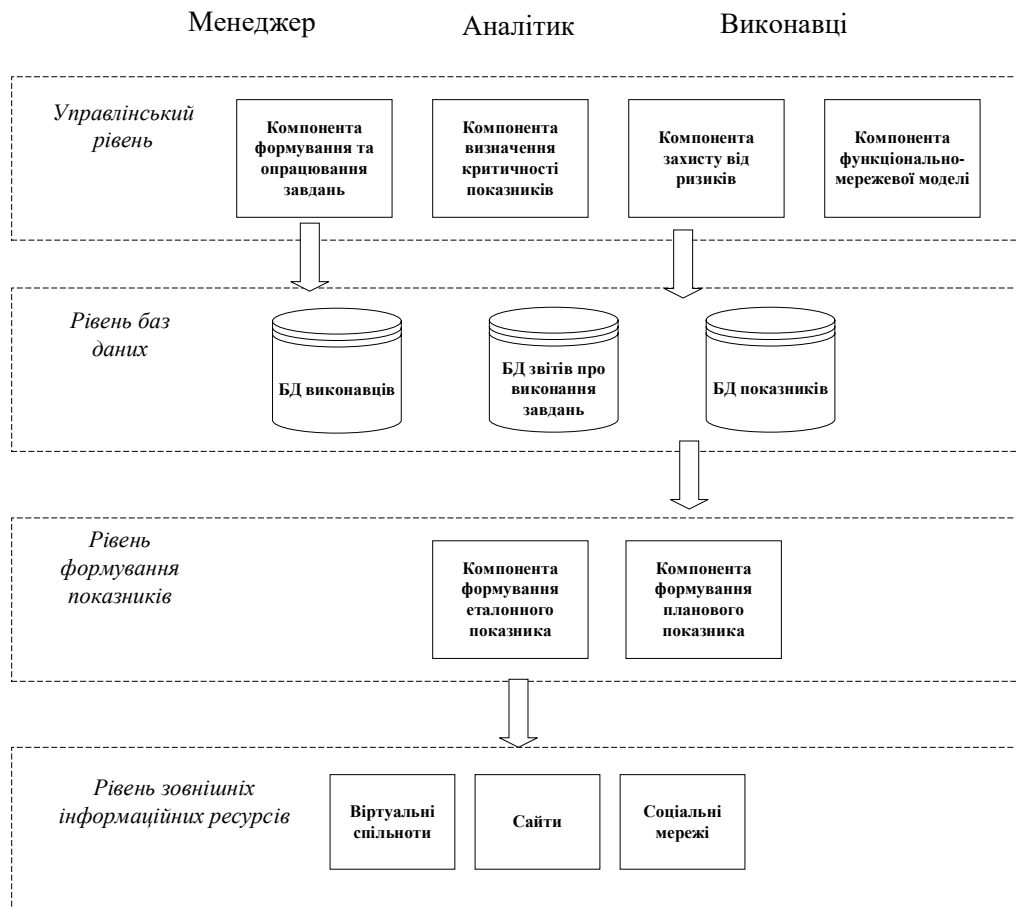 Менеджер
Аналітик
Виконавці
Управлінський
рівень
Компонента
формування та
опрацювання
завдань
Компонента
визначення
критичності
показників
Компонента
захисту від
ризиків
Компонента
функціонально-
мережевої моделі
Рівень баз
даних
БД виконавців
БД звітів про
виконання
завдань
БД показників
Рівень
формування
показників
Компонента
формування
еталонного
показника
Компонента
формування
планового
показника
Рівень зовнішніх
інформаційних ресурсів
Віртуальні
спільноти
Сайти
Соціальні
мережі